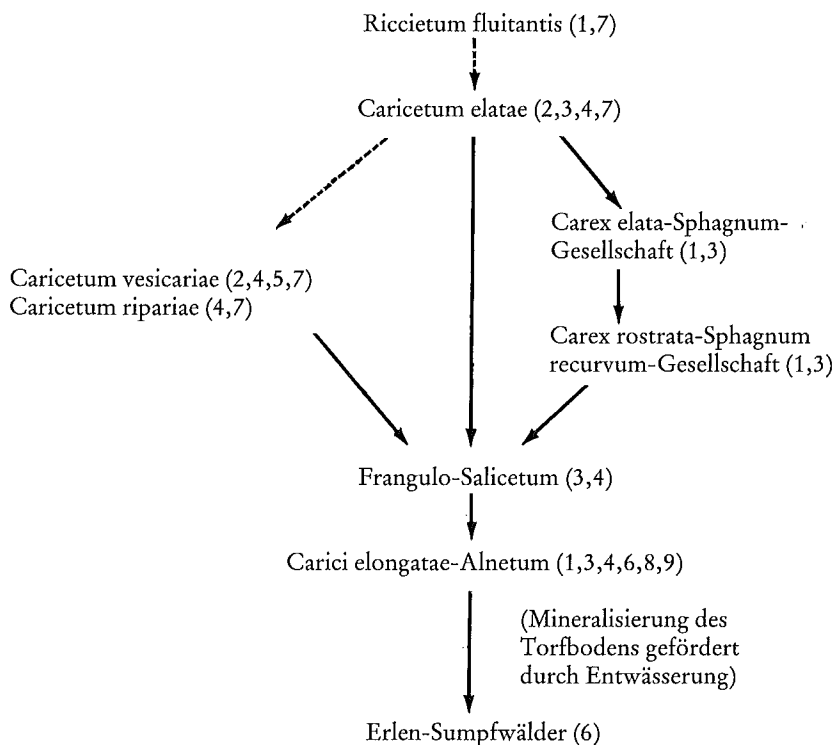 Riccietum fluitantis (1,7)
Caricetum elatae (2,3,4,7)
Carex elata-Sphagnum-
Gesellschaft (1,3)
Caricetum vesicariae (2,4,5,7)
Caricetum ripariae (4,7)
Carex rostrata-Sphagnum
recurvum-Gesellschaft (1,3)
Frangulo-Salicetum (3,4)
Carici elongatae-Alnetum (1,3,4,6,8,9)
(Mineralisierung des
Torfbodens gefördert
durch Entwässerung)
Erlen-Sumpfwälder (6)